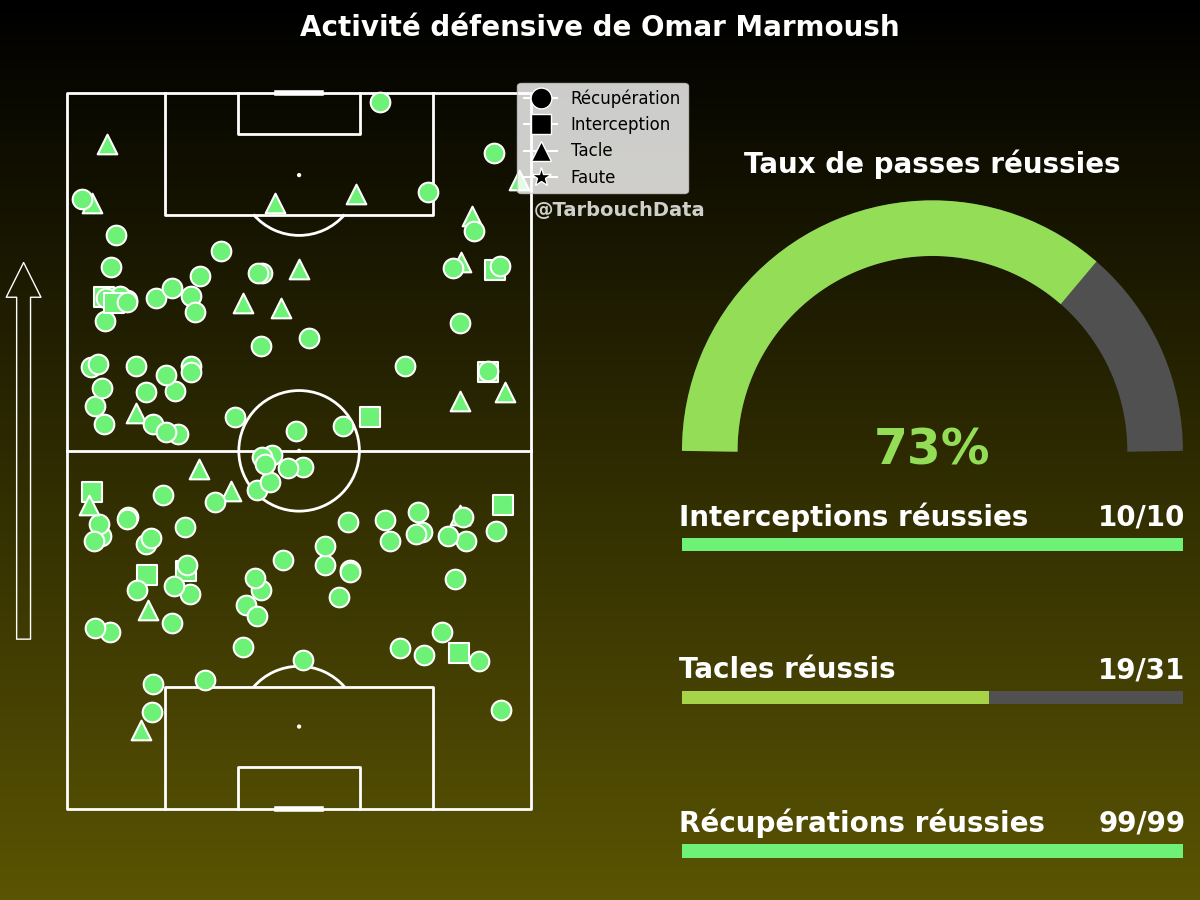 Activité défensive de Omar Marmoush
Récupération
Interception
Tacle
Faute
@TarbouchData
Taux de passes réussies
73%
Interceptions réussies 10/10
Tacles réussis 19/31
Récupérations réussies 99/99